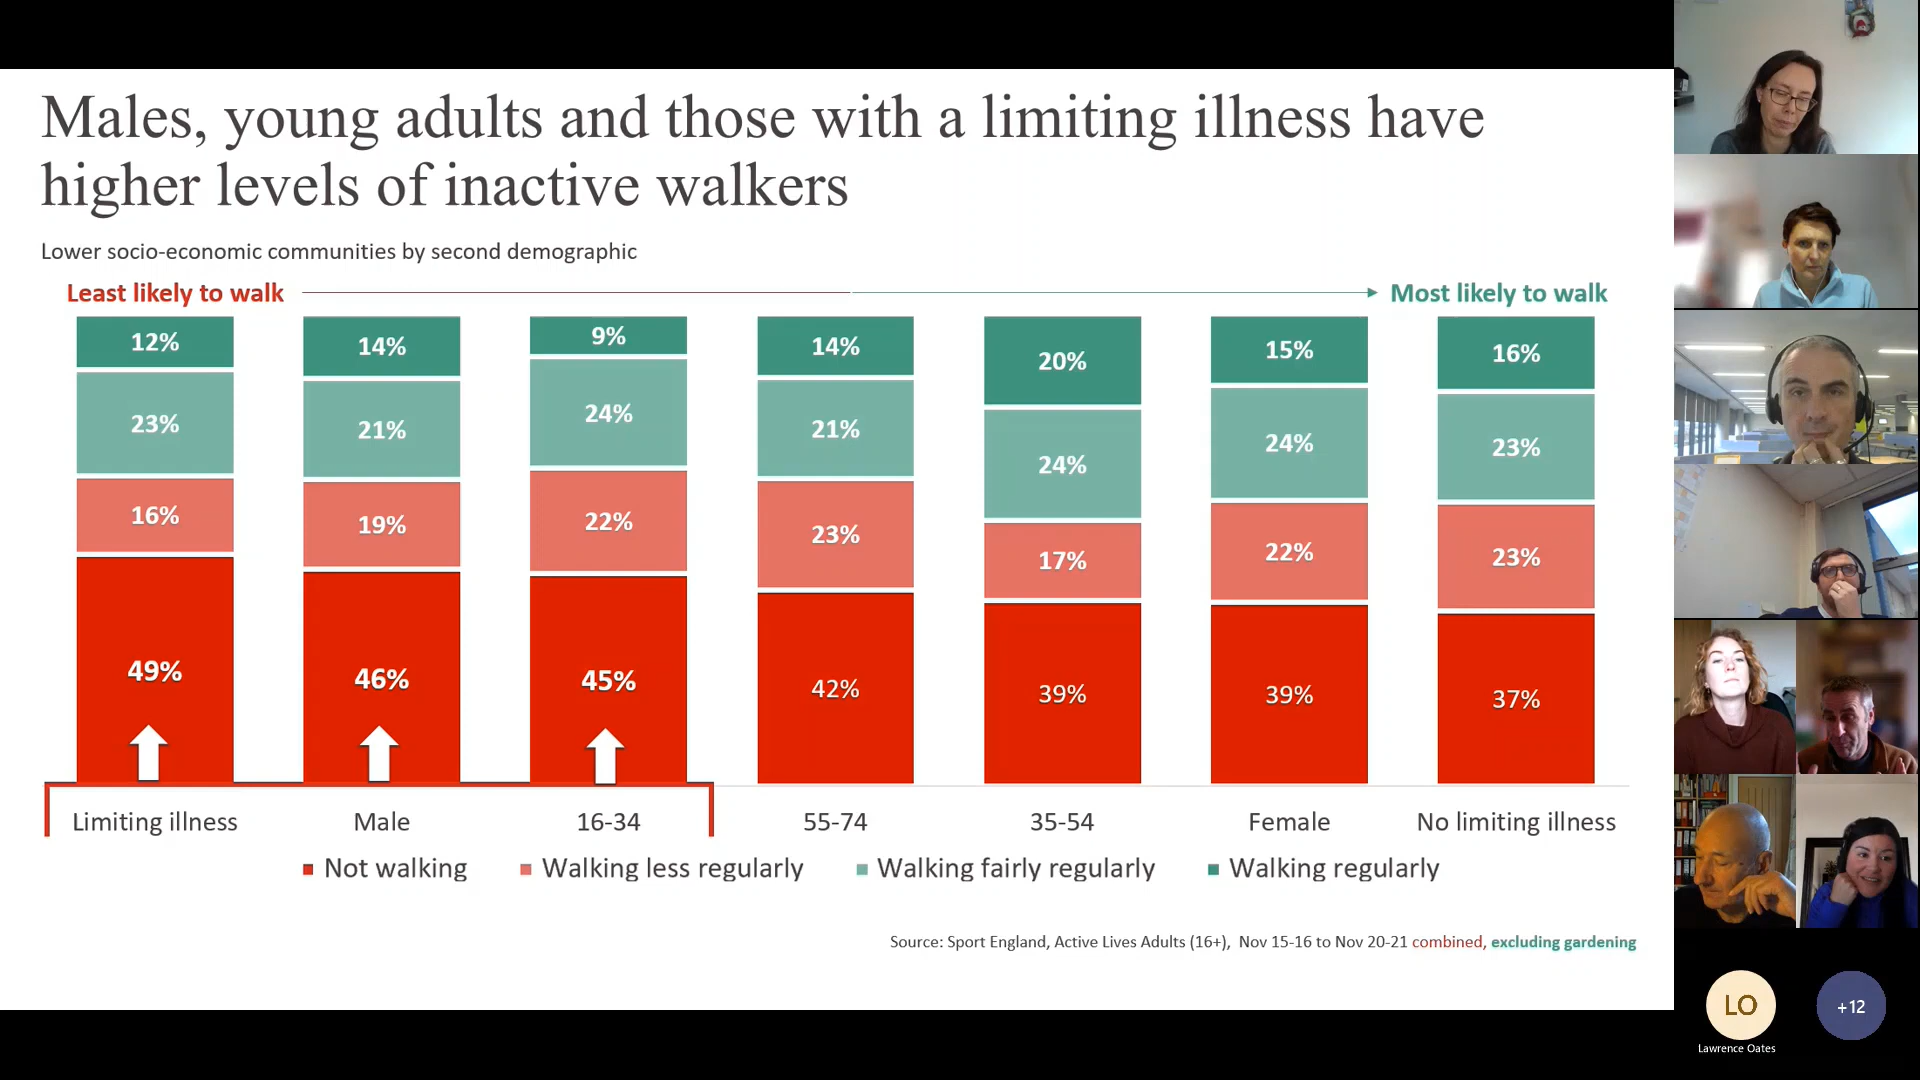 Males, young adults and those with a limiting illness have
higher levels of inactive walkers
Lower socio-economic communities by second demographic
Least likely to walk
Most likely to walk
12% 14% 9% 14% 20% 15% 16%
23% 21% 24% 21% 24% 24% 23%
16% 19% 22% 23% 17% 22% 23%
49% 46% 45% 42% 39% 39% 37%
Limiting illness Male 16-34 55-74 35-54 Female No limiting illness
Not walking Walking less regularly Walking fairly regularly Walking regularly
Source: Sport England, Active Lives Adults (16+), Nov 15-16 to Nov 20-21 combined, excluding gardening
LO
+12
Lawrence Oates